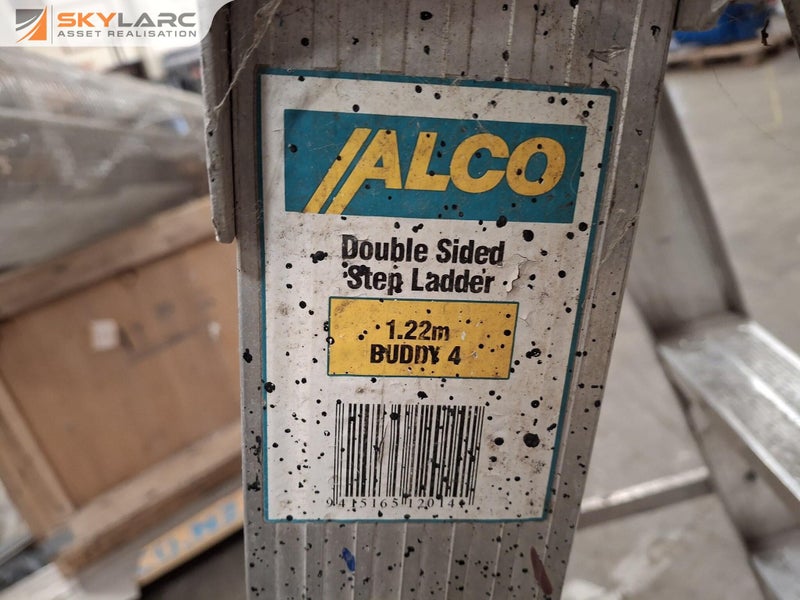 SKYLARC
ASSET REALISATION
ALCO
Double Sided
Step Ladder
1.22m
BUDDY 4